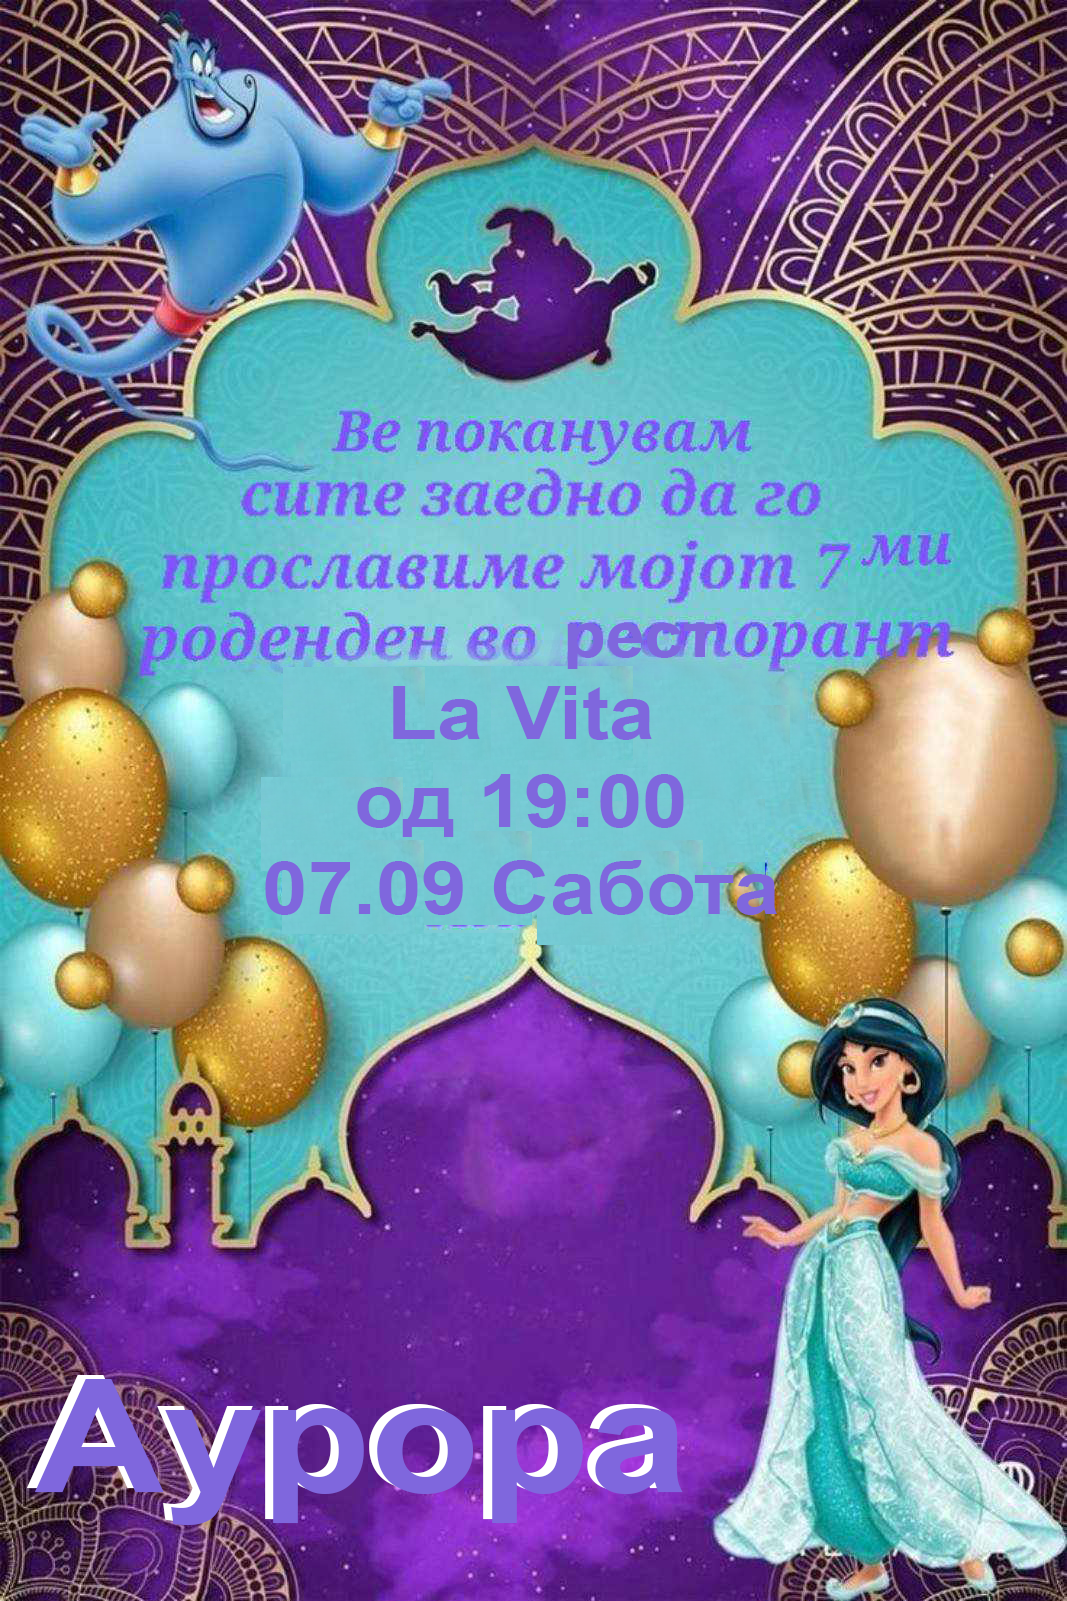 Ве поканувам
сите заедно да го
прославиме мојот 7 ми
роденден во ресторант
La Vita
од 19:00
07.09 Сабота
Аурора